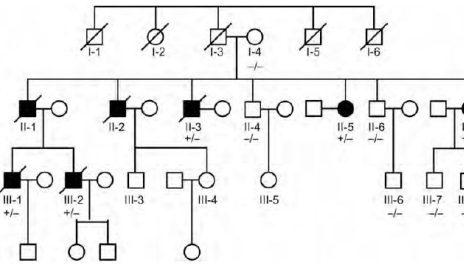 I-1 I-2 I-3 I-4 I-5 I-6
-/-
II-1 II-2 II-3 II-4 II-5 II-6
+/- -/- +/- -/-
III-1 III-2 III-3 III-4 III-5 III-6 III-7
+/- +/- -/- -/-